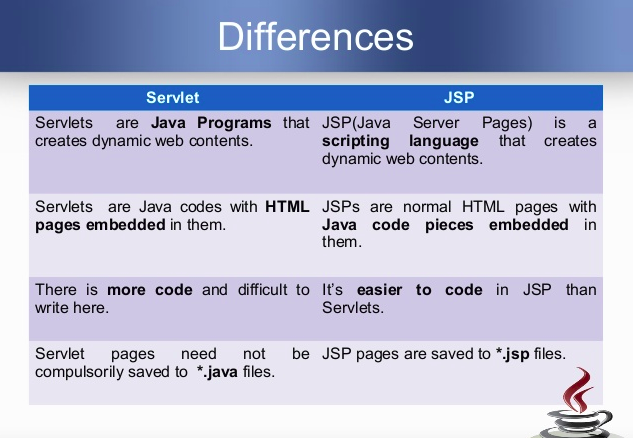 Differences
Servlet
JSP
Servlets are Java Programs that
creates dynamic web contents.
JSP(Java Server Pages) is a
scripting language that creates
dynamic web contents.
Servlets are Java codes with HTML
pages embedded in them.
JSPs are normal HTML pages with
Java code pieces embedded in
them.
There is more code and difficult to
write here.
It's easier to code in JSP than
Servlets.
Servlet pages need not be
compulsorily saved to *.java files.
JSP pages are saved to *.jsp files.